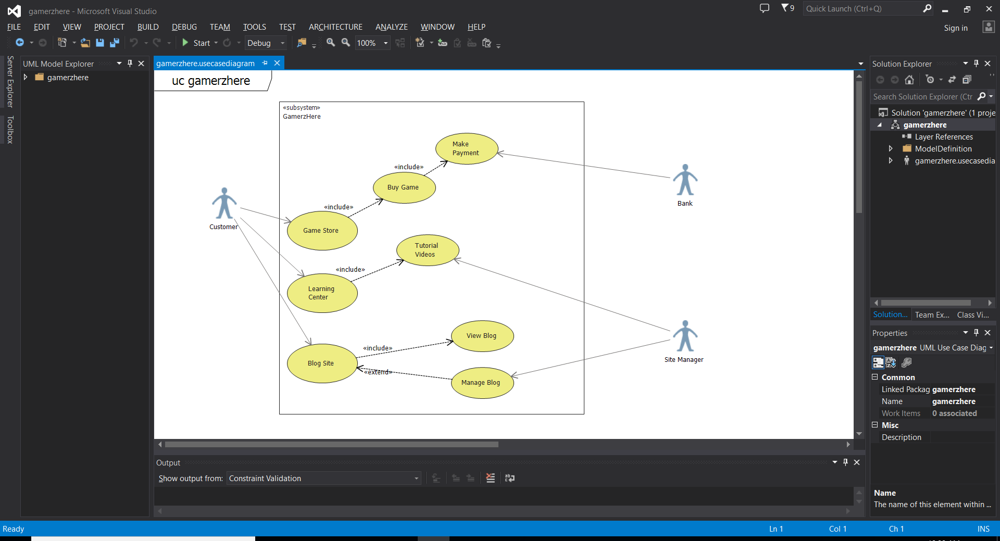 gamerzhere - Microsoft Visual Studio
9
Quick Launch (Ctrl+Q)
FILE EDIT VIEW PROJECT BUILD DEBUG TEAM TOOLS TEST ARCHITECTURE ANALYZE WINDOW HELP
Sign in
Start
Debug
100%
Server Explorer
Toolbox
UML Model Explorer
gamerzhere
gamerzhere.usecasediagram
uc gamerzhere
«subsystem»
GamerzHere
Make
Payment
«include»
Buy Game
«include»
Game Store
Customer
Bank
Tutorial
Videos
«include»
Learning
Center
View Blog
«include»
Blog Site
«extend»
Manage Blog
Site Manager
Output
Show output from: Constraint Validation
Solution Explorer
Search Solution Explorer (Ctr
Solution 'gamerzhere' (1 proje
gamerzhere
Layer References
ModelDefinition
gamerzhere.usecasedia
Solution... Team Ex... Class Vi...
Properties
gamerzhere UML Use Case Diag
Common
Linked Packag gamerzhere
Name gamerzhere
Work Items 0 associated
Misc
Description
Name
The name of this element within ...
Ready
Ln 1 Col 1 Ch 1 INS